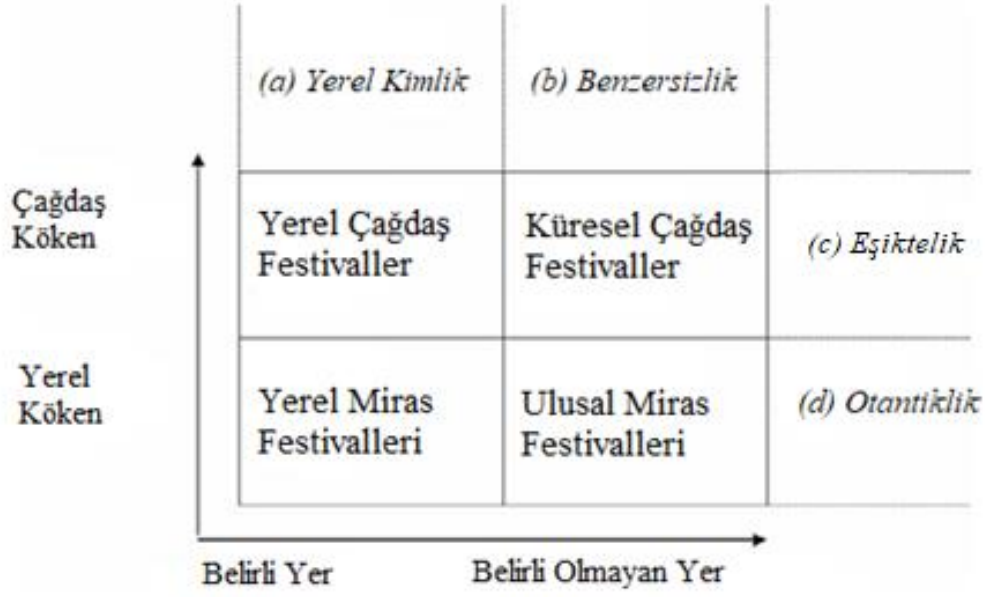 (a) Yerel Kimlik
(b) Benzersizlik
Çağdaş
Köken
Yerel Çağdaş
Festivaller
Küresel Çağdaş
Festivaller
(c) Eşiktelik
Yerel
Köken
Yerel Miras
Festivalleri
Ulusal Miras
Festivalleri
(d) Otantiklik
Belirli Yer
Belirli Olmayan Yer